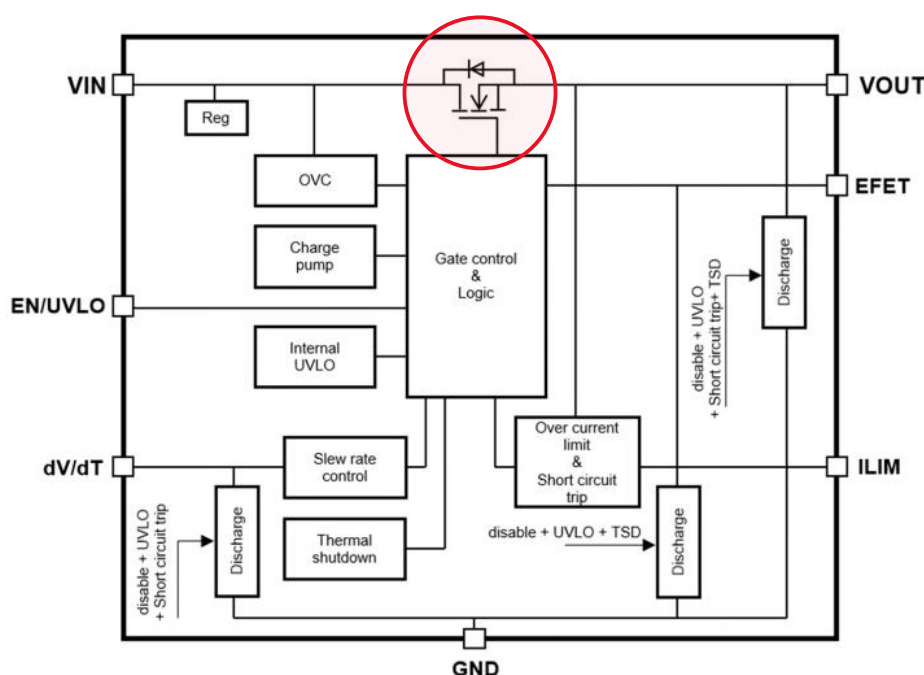 VIN
VOUT
Reg
OVC
EFET
Charge
pump
Gate control
&
Logic
Discharge
disable + UVLO
+ Short circuit trip+ TSD
EN/UVLO
Internal
UVLO
Over current
limit
&
Short circuit
trip
dV/dT
Slew rate
control
ILIM
disable + UVLO
+ Short circuit trip
Discharge
Thermal
shutdown
disable + UVLO + TSD
Discharge
GND